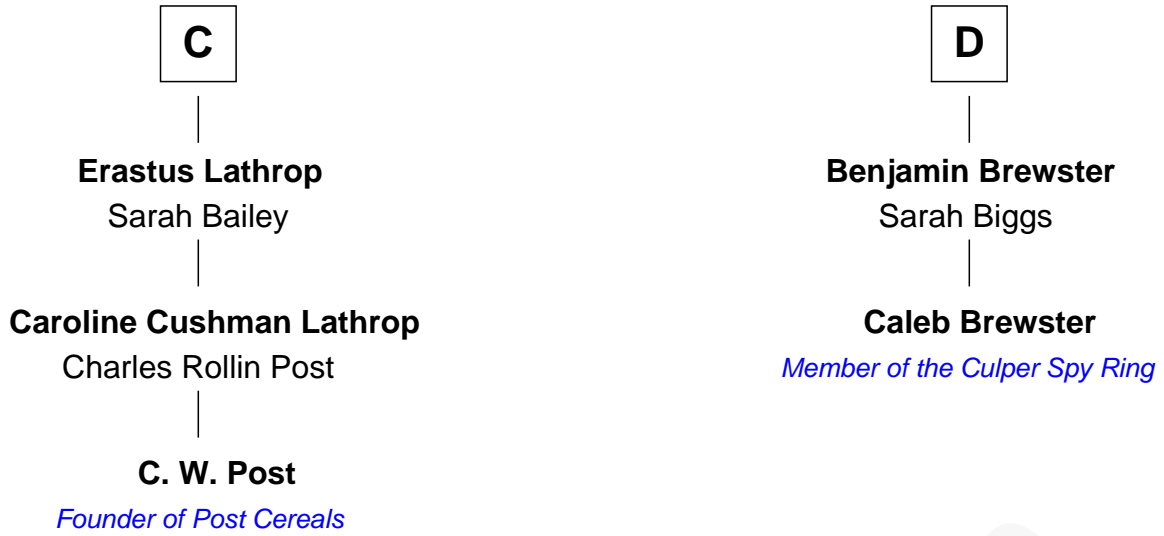 C
Erastus Lathrop
Sarah Bailey
Caroline Cushman Lathrop
Charles Rollin Post
C. W. Post
Founder of Post Cereals
D
Benjamin Brewster
Sarah Biggs
Caleb Brewster
Member of the Culper Spy Ring